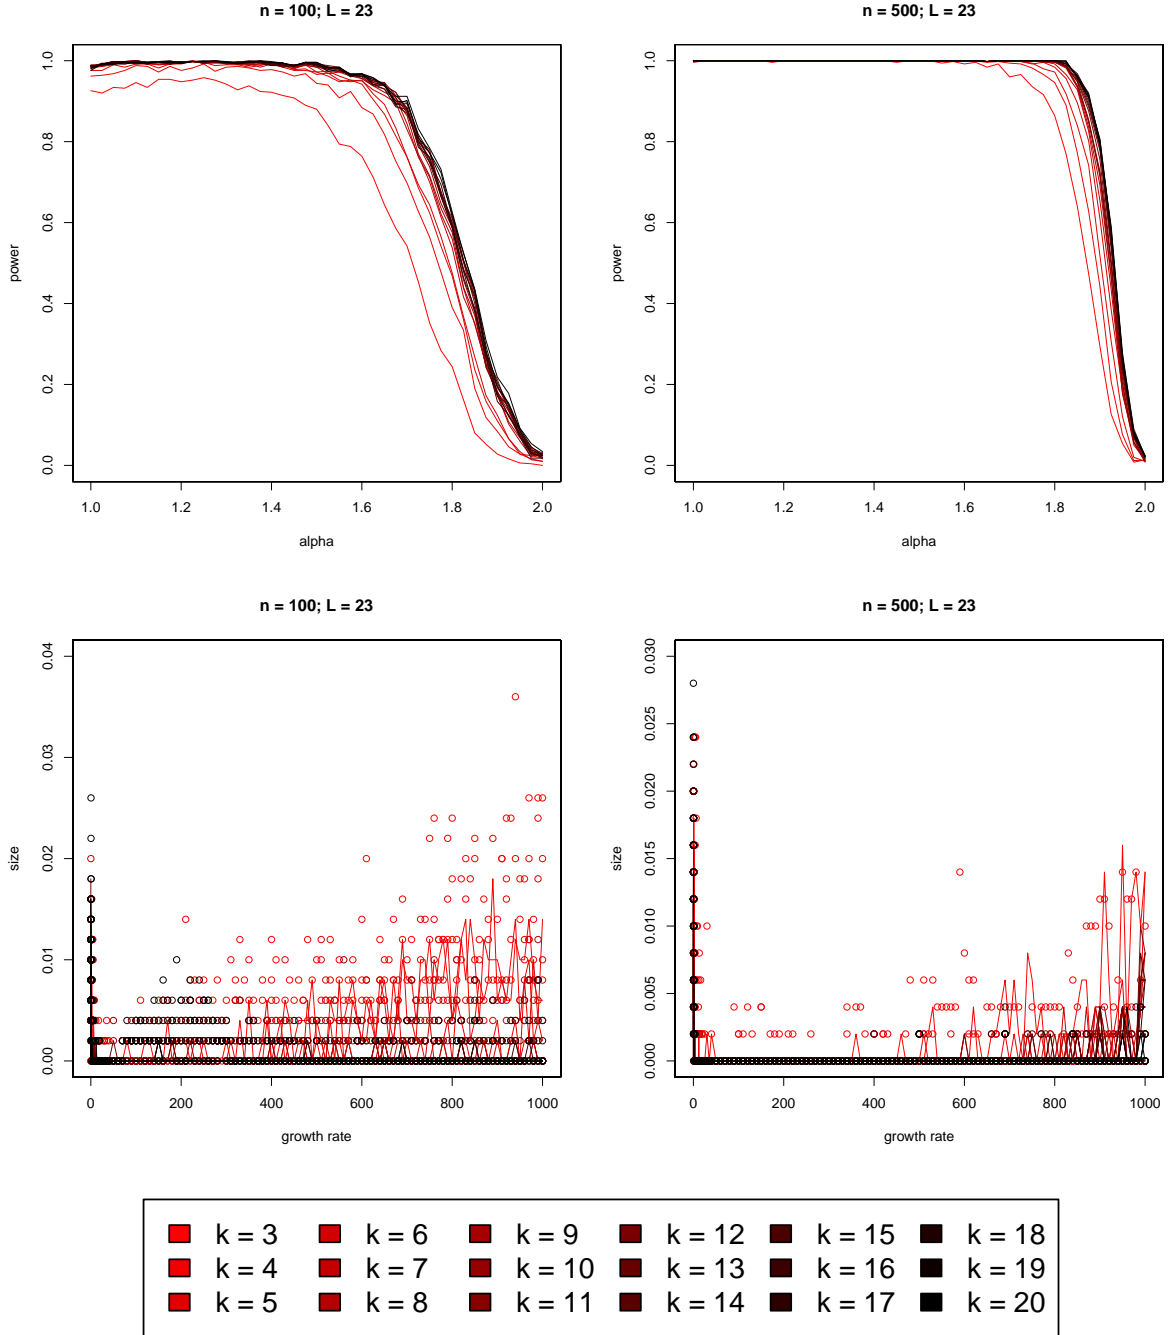 n = 100; L = 23
n = 500; L = 23
power
1.0
0.8
0.6
0.4
0.2
0.0
1.0 1.2 1.4 1.6 1.8 2.0
alpha
power
1.0
0.8
0.6
0.4
0.2
0.0
1.0 1.2 1.4 1.6 1.8 2.0
alpha
n = 100; L = 23
n = 500; L = 23
size
0.04
0.03
0.02
0.01
0.00
0 200 400 600 800 1000
growth rate
size
0.030
0.025
0.020
0.015
0.010
0.005
0.000
0 200 400 600 800 1000
growth rate
k = 3 k = 6 k = 9 k = 12 k = 15 k = 18
k = 4 k = 7 k = 10 k = 13 k = 16 k = 19
k = 5 k = 8 k = 11 k = 14 k = 17 k = 20